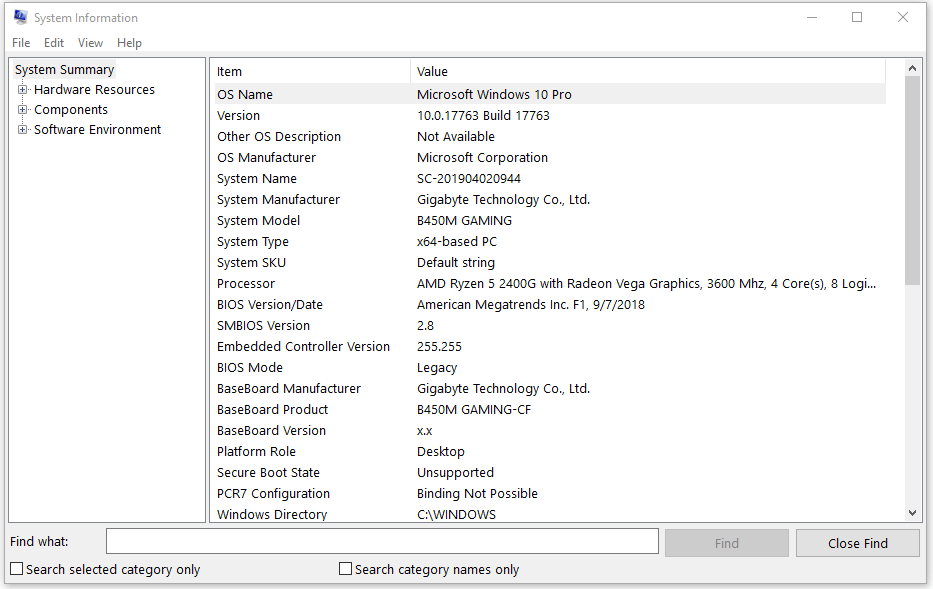 System Information
File Edit View Help
System Summary
Hardware Resources
Components
Software Environment
Item Value
OS Name Microsoft Windows 10 Pro
Version 10.0.17763 Build 17763
Other OS Description Not Available
OS Manufacturer Microsoft Corporation
System Name SC-201904020944
System Manufacturer Gigabyte Technology Co., Ltd.
System Model B450M GAMING
System Type x64-based PC
System SKU Default string
Processor AMD Ryzen 5 2400G with Radeon Vega Graphics, 3600 Mhz, 4 Core(s), 8 Logi...
BIOS Version/Date American Megatrends Inc. F1, 9/7/2018
SMBIOS Version 2.8
Embedded Controller Version 255.255
BIOS Mode Legacy
BaseBoard Manufacturer Gigabyte Technology Co., Ltd.
BaseBoard Product B450M GAMING-CF
BaseBoard Version x.x
Platform Role Desktop
Secure Boot State Unsupported
PCR7 Configuration Binding Not Possible
Windows Directory C:\WINDOWS
Find what: Find Close Find
Search selected category only Search category names only